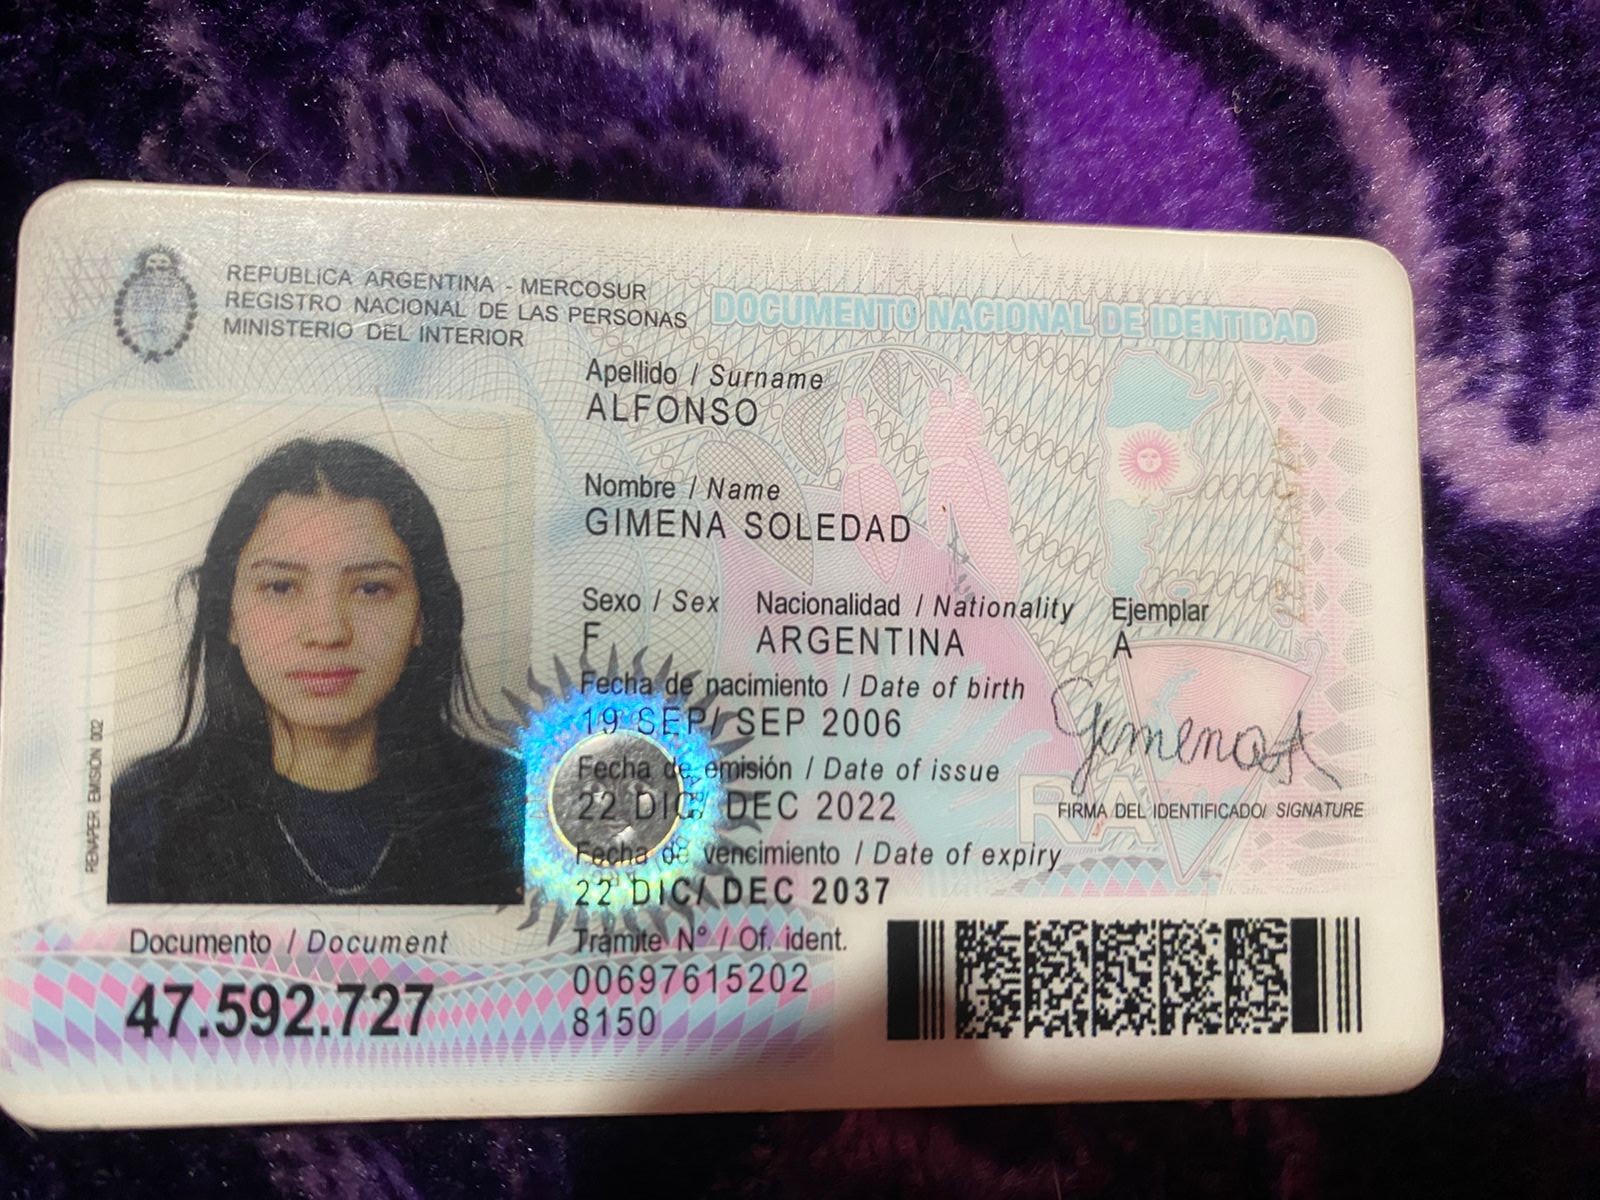 REPUBLICA ARGENTINA - MERCOSUR
REGISTRO NACIONAL DE LAS PERSONAS
MINISTERIO DEL INTERIOR
DOCUMENTO NACIONAL DE IDENTIDAD
Apellido / Surname
ALFONSO
Nombre / Name
GIMENA SOLEDAD
Sexo / Sex Nacionalidad / Nationality Ejemplar
F ARGENTINA A
Fecha de nacimiento / Date of birth
19 SEP/ SEP 2006
Fecha de emisión / Date of issue
22 DIC/ DEC 2022
Fecha de vencimiento / Date of expiry
22 DIC/ DEC 2037
Gimena A
RA
FIRMA DEL IDENTIFICADO/ SIGNATURE
RENAPER EMISIÓN 002
Documento / Document
47.592.727
Trámite N° / Of. ident.
00697615202
8150